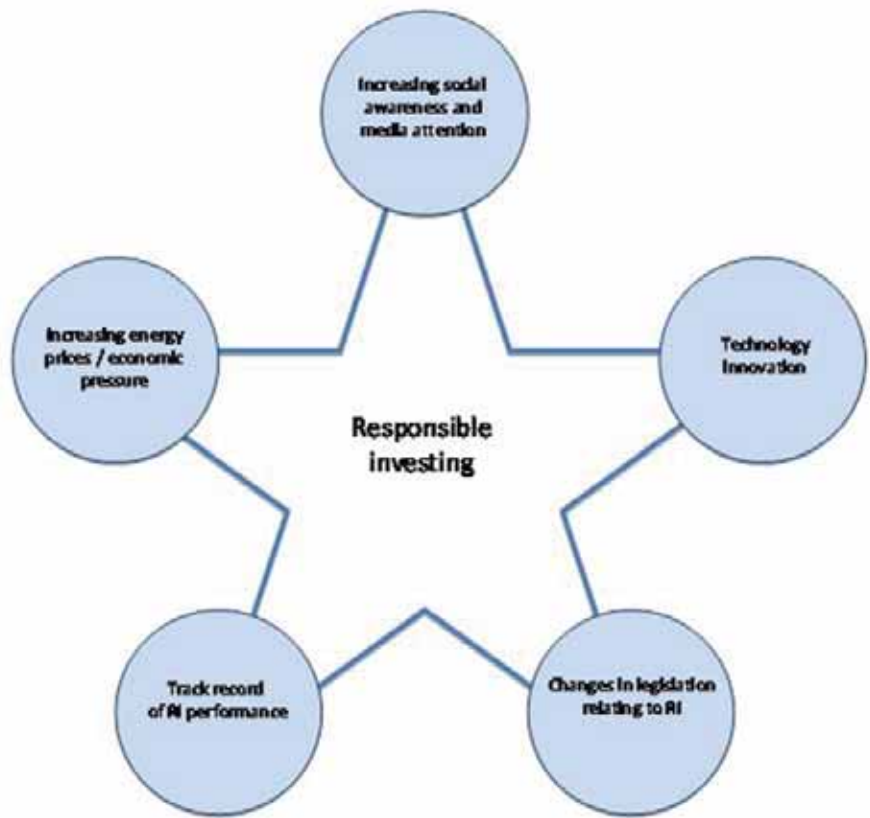 Increasing social
awareness and
media attention
Increasing energy
prices / economic
pressure
Technology
Innovation
Responsible
investing
Track record
of RI performance
Changes in legislation
relating to RI